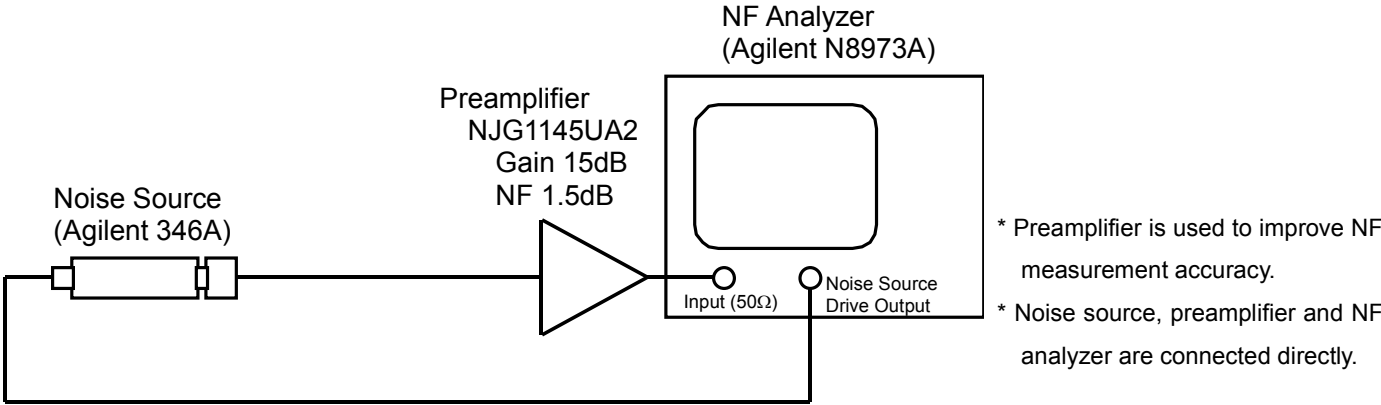 NF Analyzer
(Agilent N8973A)
Preamplifier
NJG1145UA2
Gain 15dB
NF 1.5dB
Noise Source
(Agilent 346A)
Input (50Ω)
Noise Source
Drive Output
* Preamplifier is used to improve NF
measurement accuracy.
* Noise source, preamplifier and NF
analyzer are connected directly.